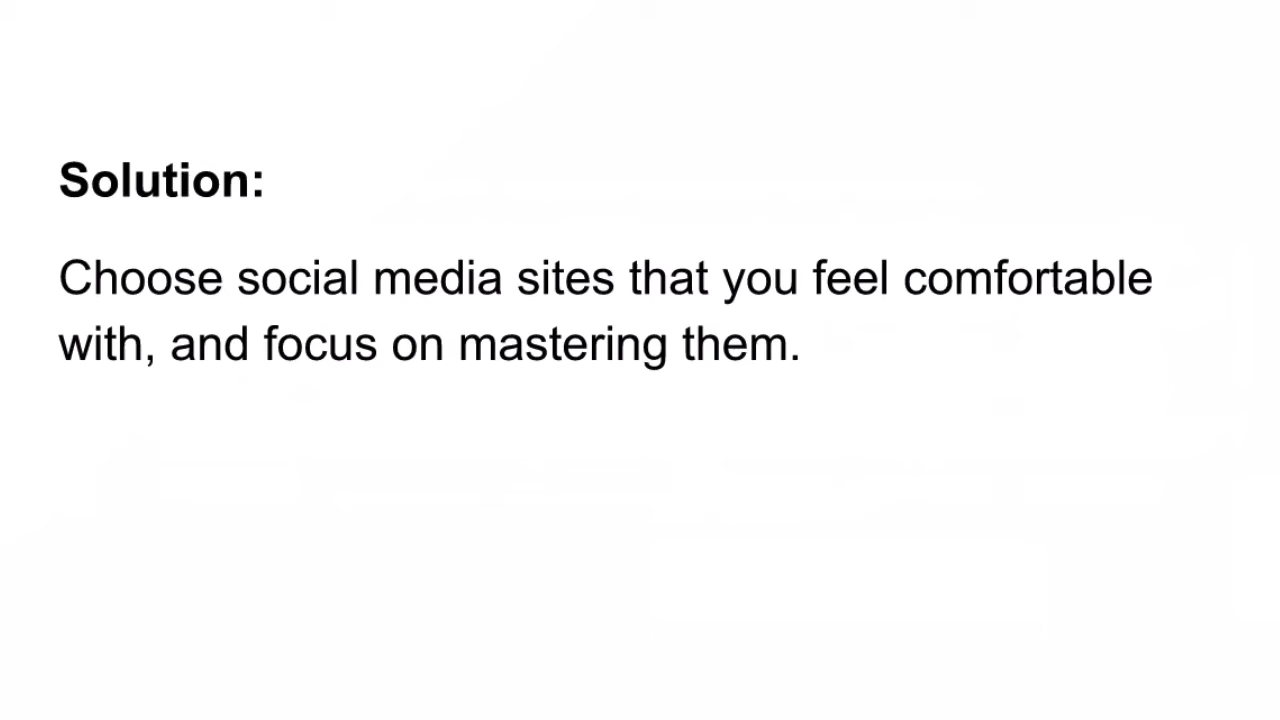 Solution:
Choose social media sites that you feel comfortable
with, and focus on mastering them.